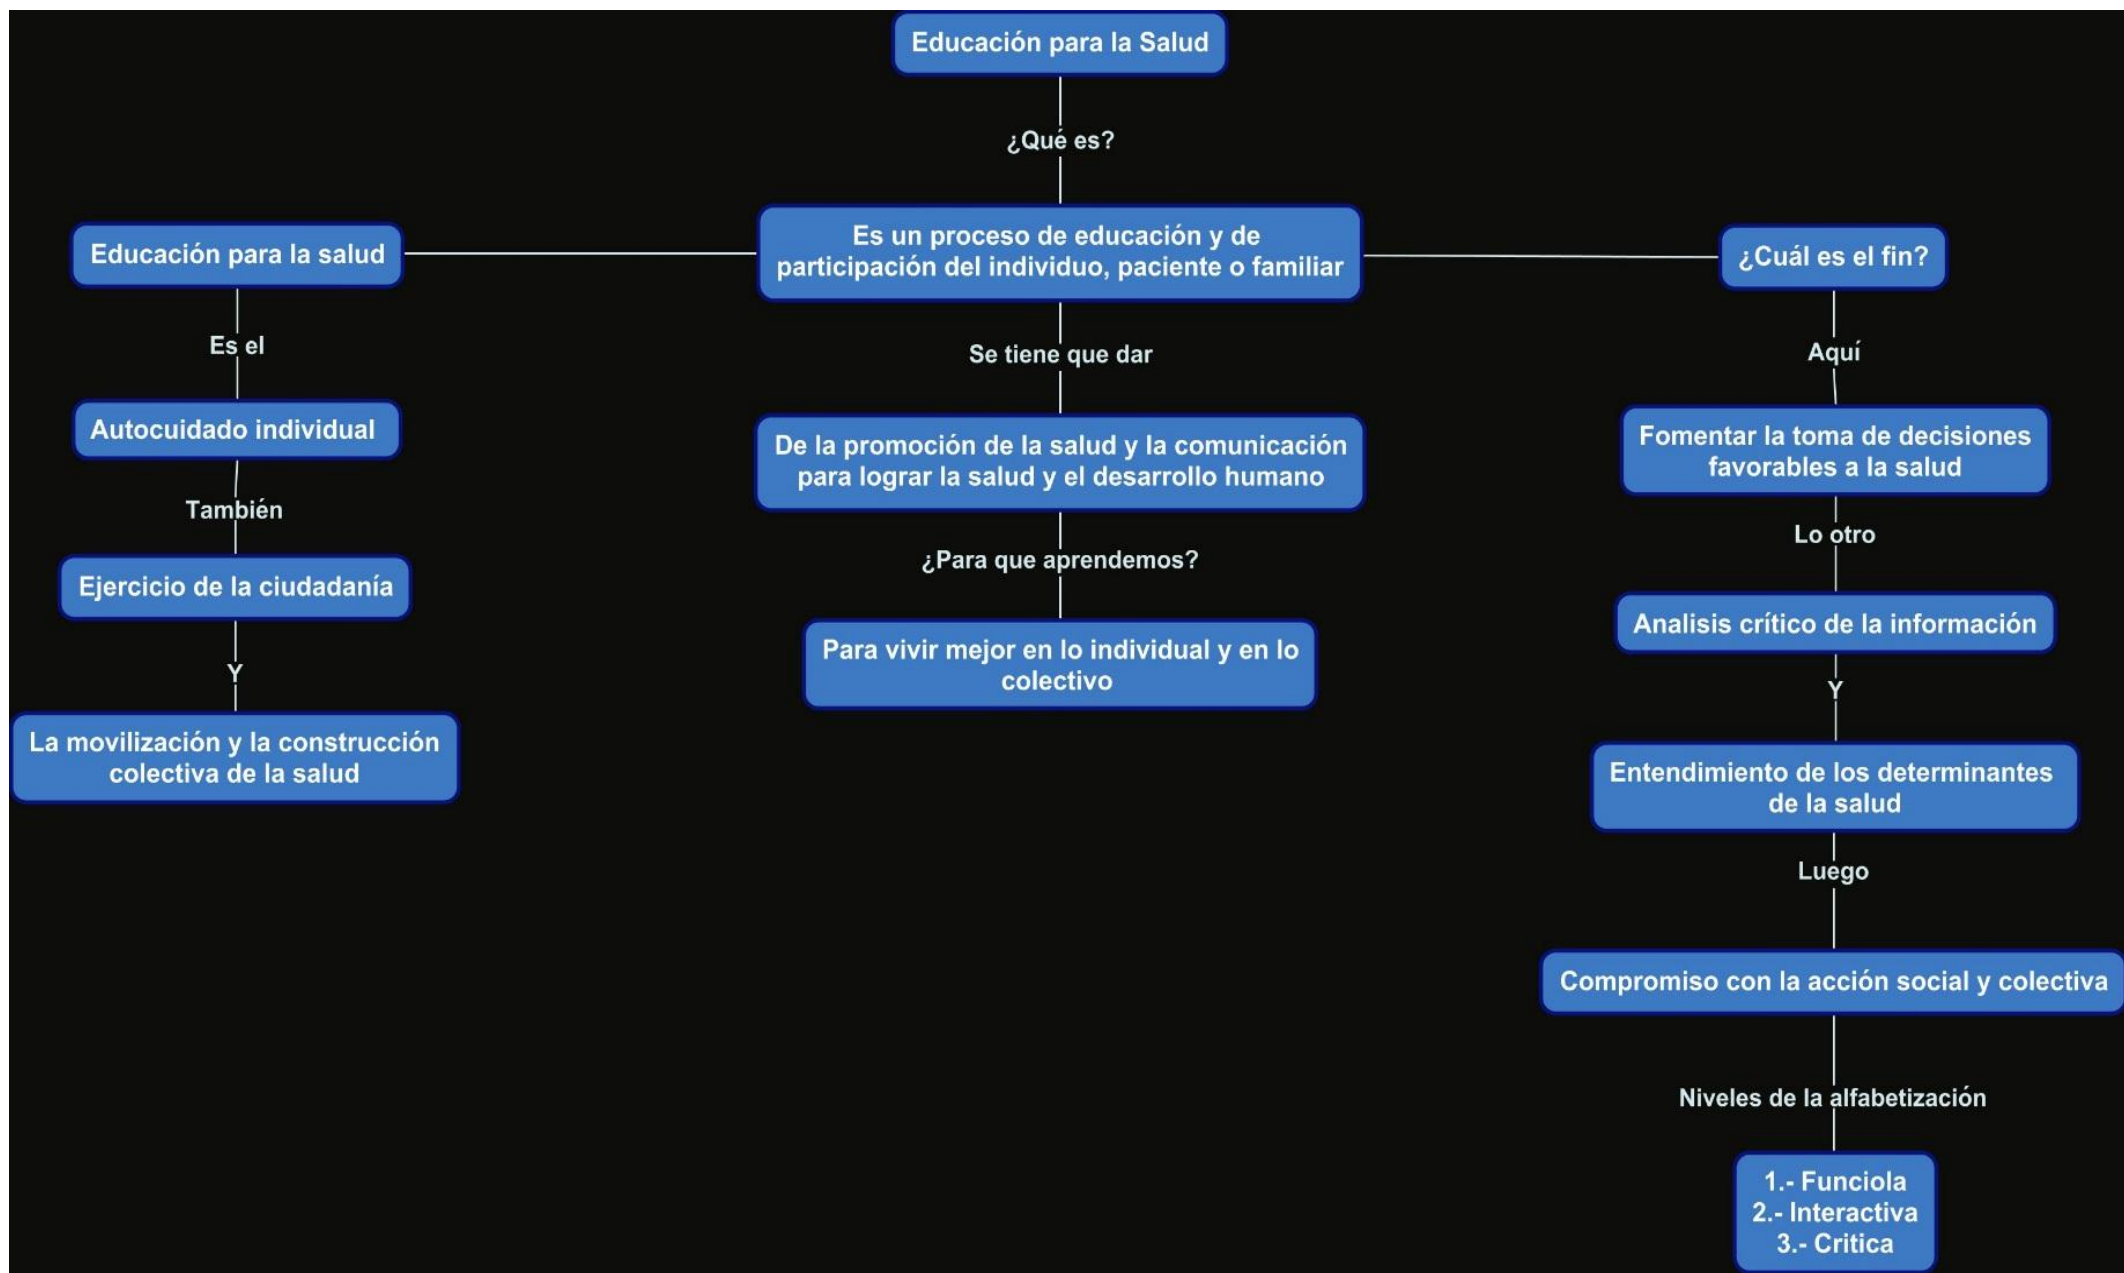 Educación para la Salud
¿Qué es?
Es un proceso de educación y de
participación del individuo, paciente o familiar
Educación para la salud
Es el
Autocuidado individual
También
Ejercicio de la ciudadanía
Y
La movilización y la construcción
colectiva de la salud
Se tiene que dar
De la promoción de la salud y la comunicación
para lograr la salud y el desarrollo humano
¿Para que aprendemos?
Para vivir mejor en lo individual y en lo
colectivo
¿Cuál es el fin?
Aquí
Fomentar la toma de decisiones
favorables a la salud
Lo otro
Analisis crítico de la información
Y
Entendimiento de los determinantes
de la salud
Luego
Compromiso con la acción social y colectiva
Niveles de la alfabetización
1.- Funciola
2.- Interactiva
3.- Critica